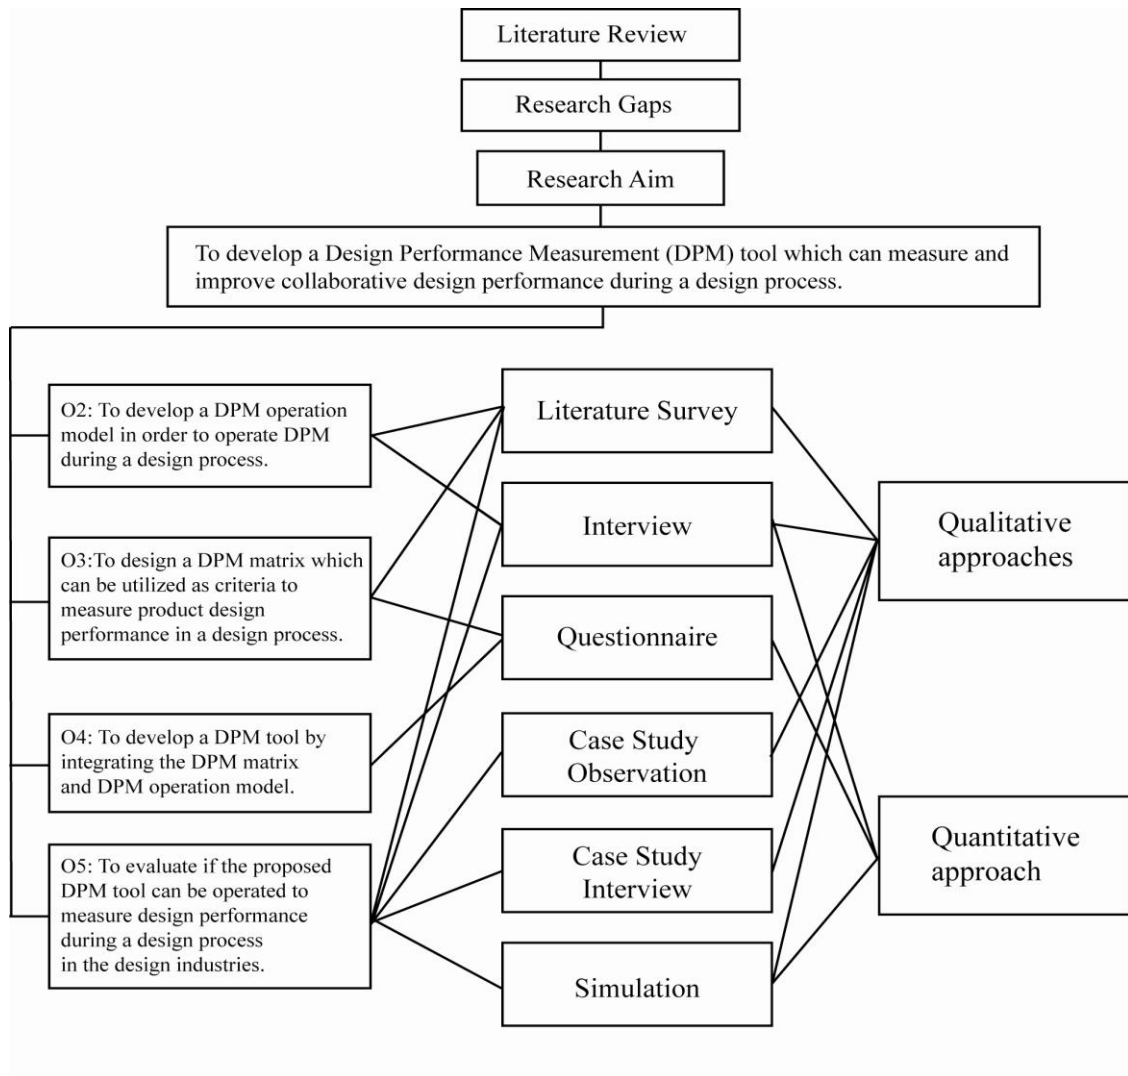 Literature Review
Research Gaps
Research Aim
To develop a Design Performance Measurement (DPM) tool which can measure and
improve collaborative design performance during a design process.
O2: To develop a DPM operation
model in order to operate DPM
during a design process.
O3:To design a DPM matrix which
can be utilized as criteria to
measure product design
performance in a design process.
O4: To develop a DPM tool by
integrating the DPM matrix
and DPM operation model.
O5: To evaluate if the proposed
DPM tool can be operated to
measure design performance
during a design process
in the design industries.
Literature Survey
Interview
Questionnaire
Case Study
Observation
Case Study
Interview
Simulation
Qualitative
approaches
Quantitative
approach